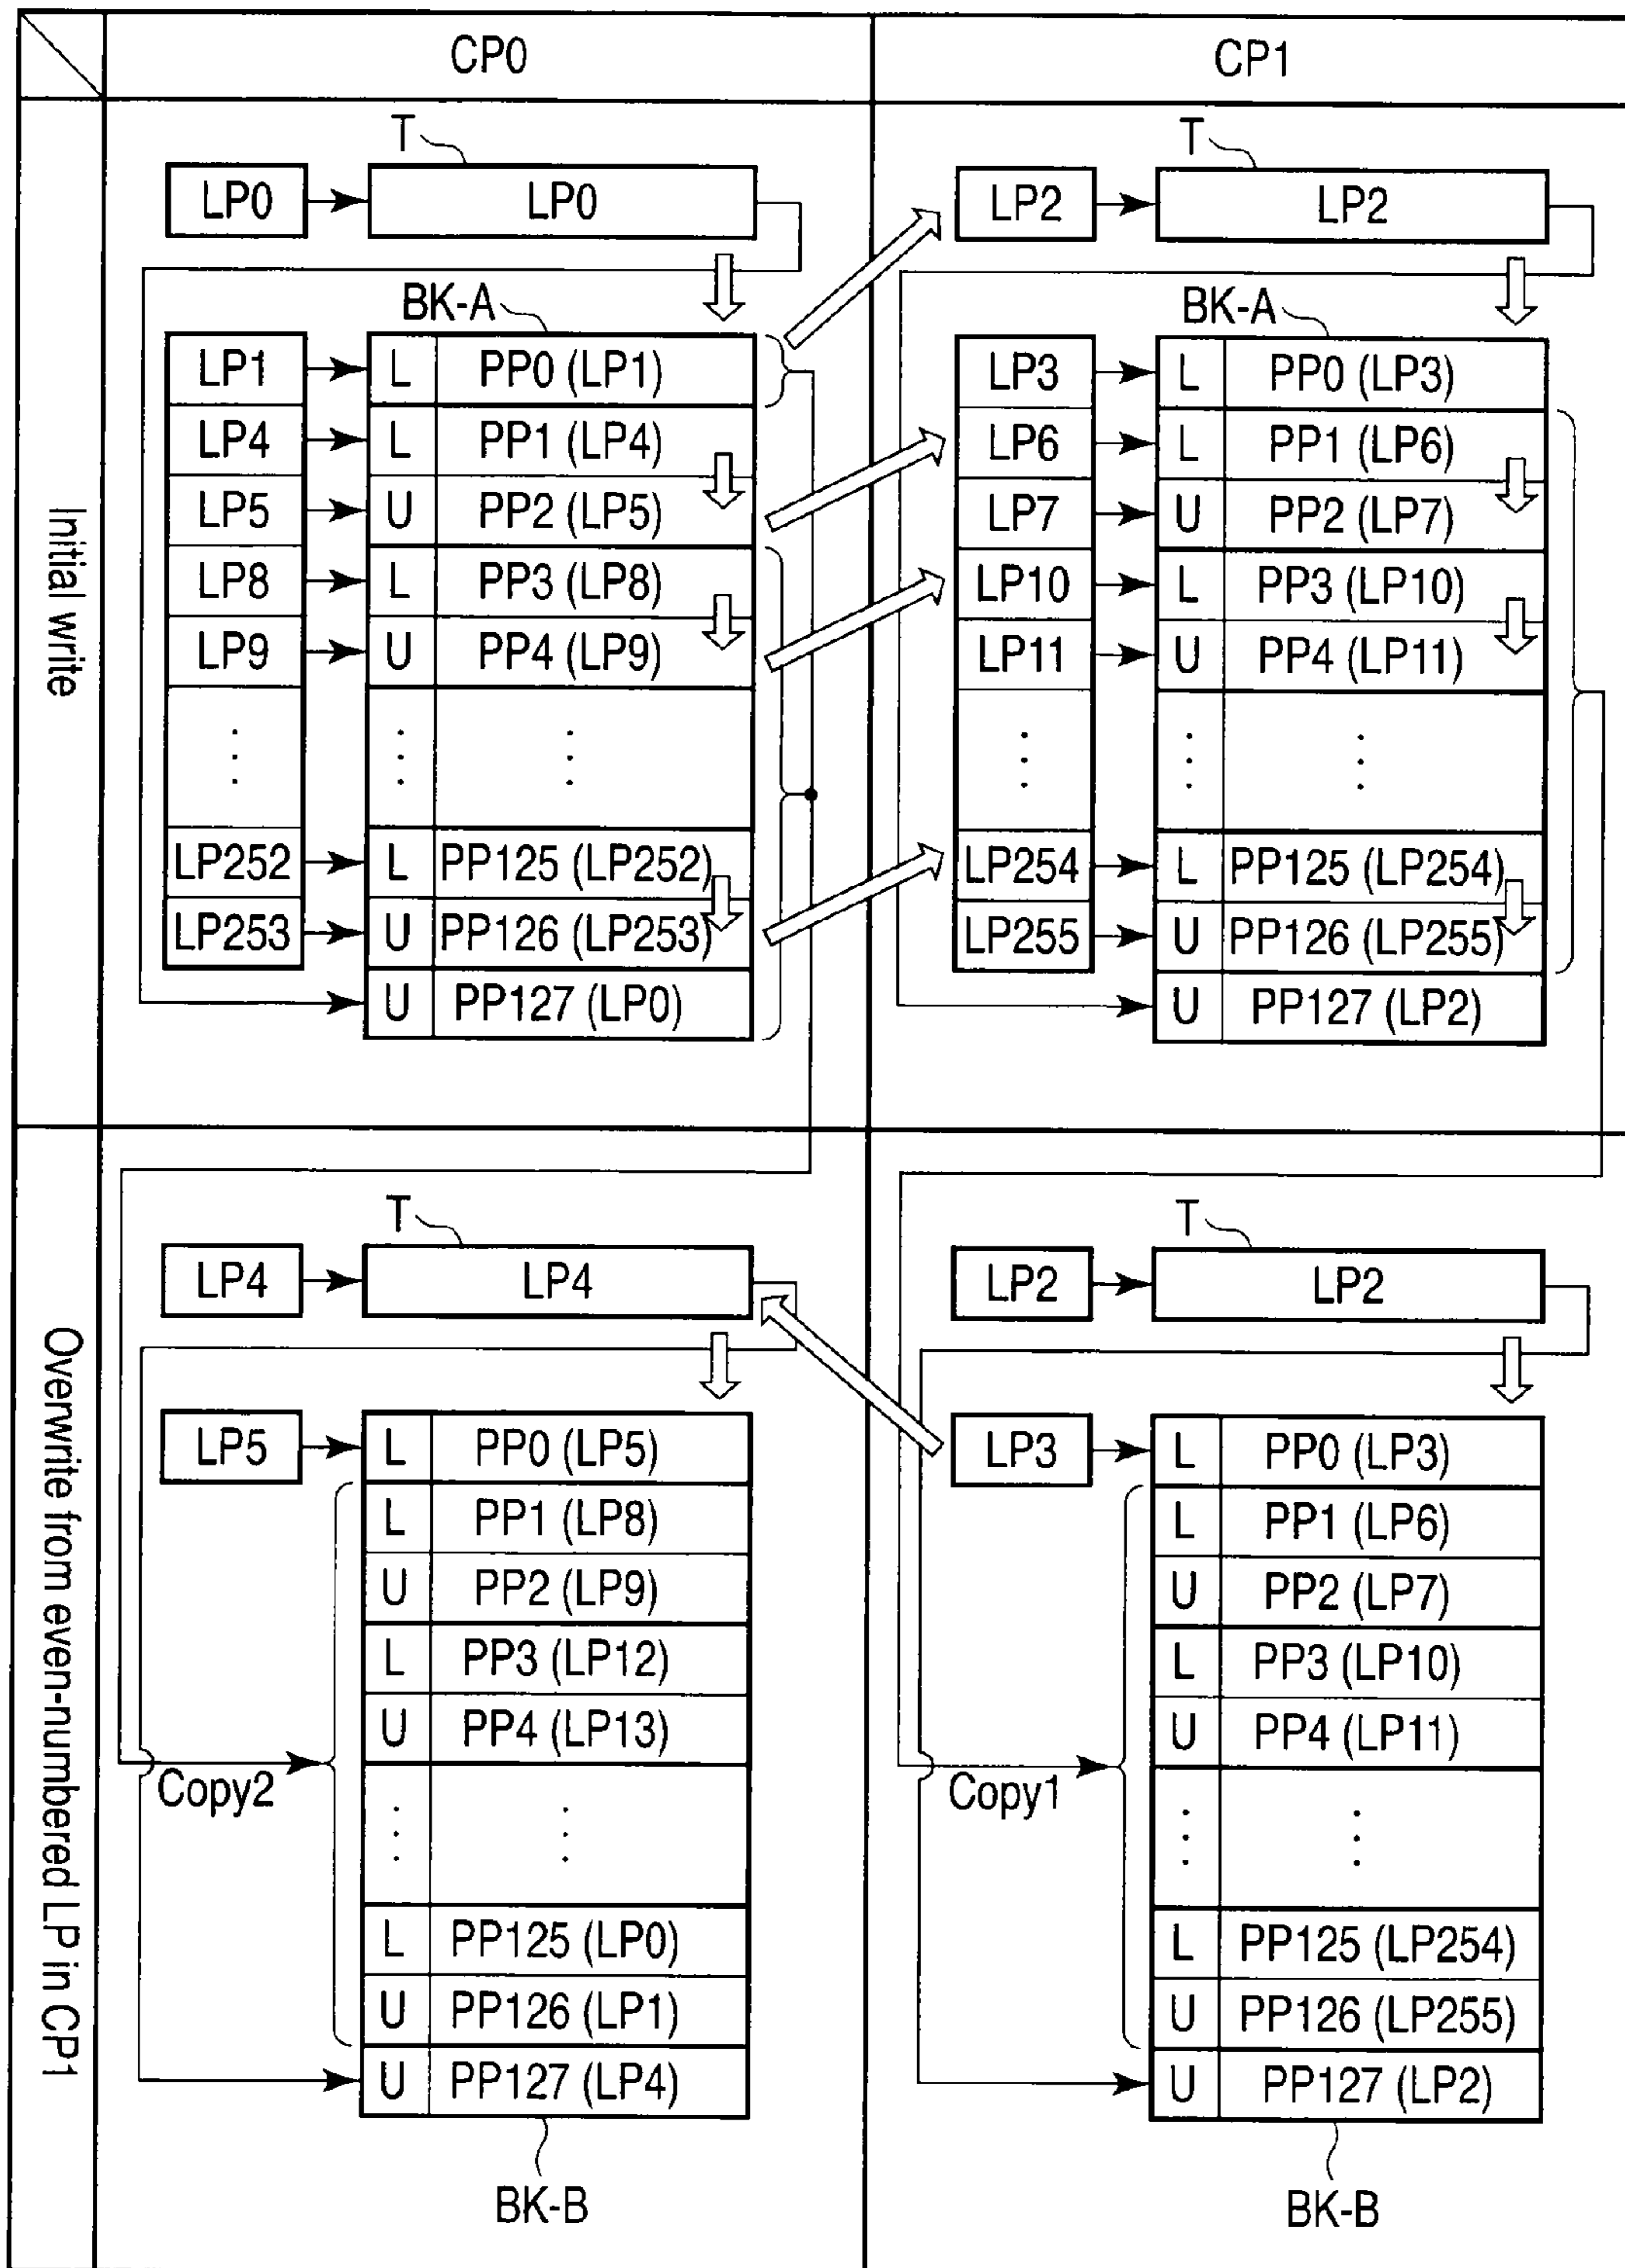 CP0
CP1
Initial write
T
LP0
LP0
BK-A
LP1 L PP0 (LP1)
LP4 L PP1 (LP4)
LP5 U PP2 (LP5)
LP8 L PP3 (LP8)
LP9 U PP4 (LP9)
LP252 L PP125 (LP252)
LP253 U PP126 (LP253)
U PP127 (LP0)
T
LP2
LP2
BK-A
LP3 L PP0 (LP3)
LP6 L PP1 (LP6)
LP7 U PP2 (LP7)
LP10 L PP3 (LP10)
LP11 U PP4 (LP11)
LP254 L PP125 (LP254)
LP255 U PP126 (LP255)
U PP127 (LP2)
Overwrite from even-numbered LP in CP1
T
LP4
LP4
LP5 L PP0 (LP5)
L PP1 (LP8)
U PP2 (LP9)
L PP3 (LP12)
U PP4 (LP13)
Copy2
L PP125 (LP0)
U PP126 (LP1)
U PP127 (LP4)
BK-B
T
LP2
LP2
LP3 L PP0 (LP3)
L PP1 (LP6)
U PP2 (LP7)
L PP3 (LP10)
U PP4 (LP11)
Copy1
L PP125 (LP254)
U PP126 (LP255)
U PP127 (LP2)
BK-B